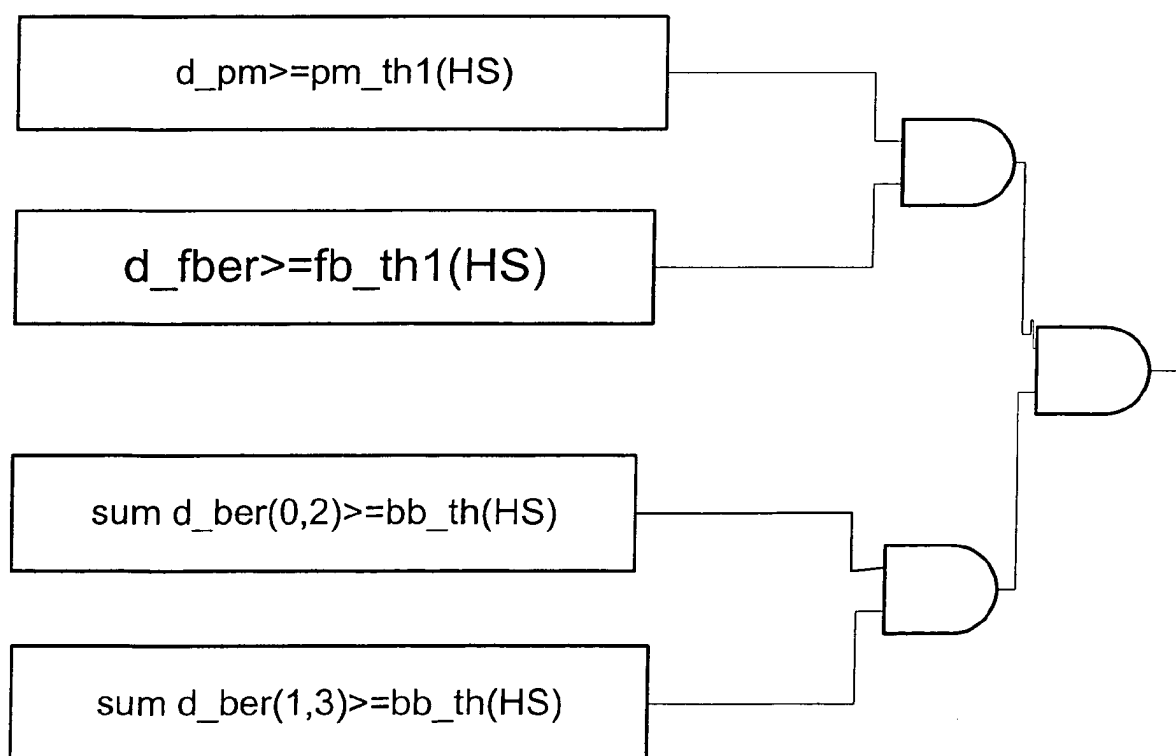 d_pm>=pm_th1(HS)
d_fber>=fb_th1(HS)
sum d_ber(0,2)>=bb_th(HS)
sum d_ber(1,3)>=bb_th(HS)